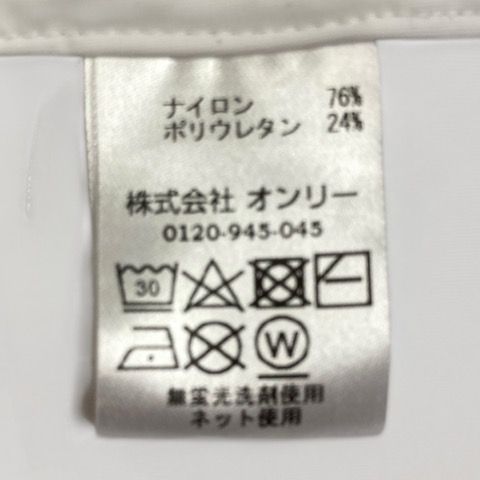 ナイロン 76%
ポリウレタン 24%
株式会社 オンリー
0120-945-045
30
W
無蛍光洗剤使用
ネット使用